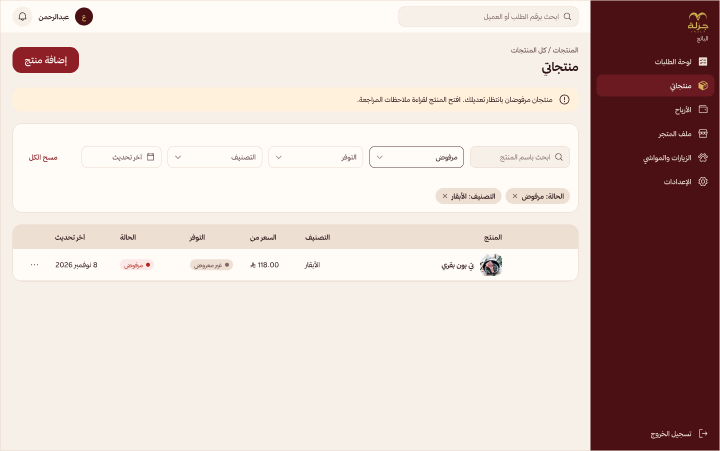 جزلة
البائع
لوحة الطلبات
منتجاتي
الأرباح
ملف المتجر
الزيارات والمواشي
الإعدادات
تسجيل الخروج
ابحث برقم الطلب أو العميل
ع
عبدالرحمن
المنتجات / كل المنتجات
منتجاتي
إضافة منتج
منتجان مرفوضان بانتظار تعديلك. افتح المنتج لقراءة ملاحظات المراجعة.
ابحث باسم المنتج
مرفوض
التوفر
التصنيف
آخر تحديث
مسح الكل
الحالة: مرفوض ×
التصنيف: الأبقار ×
المنتج التصنيف السعر من التوفر الحالة آخر تحديث
تي بون بقري الأبقار 118.00 غير معروض مرفوض 8 نوفمبر 2026 ...